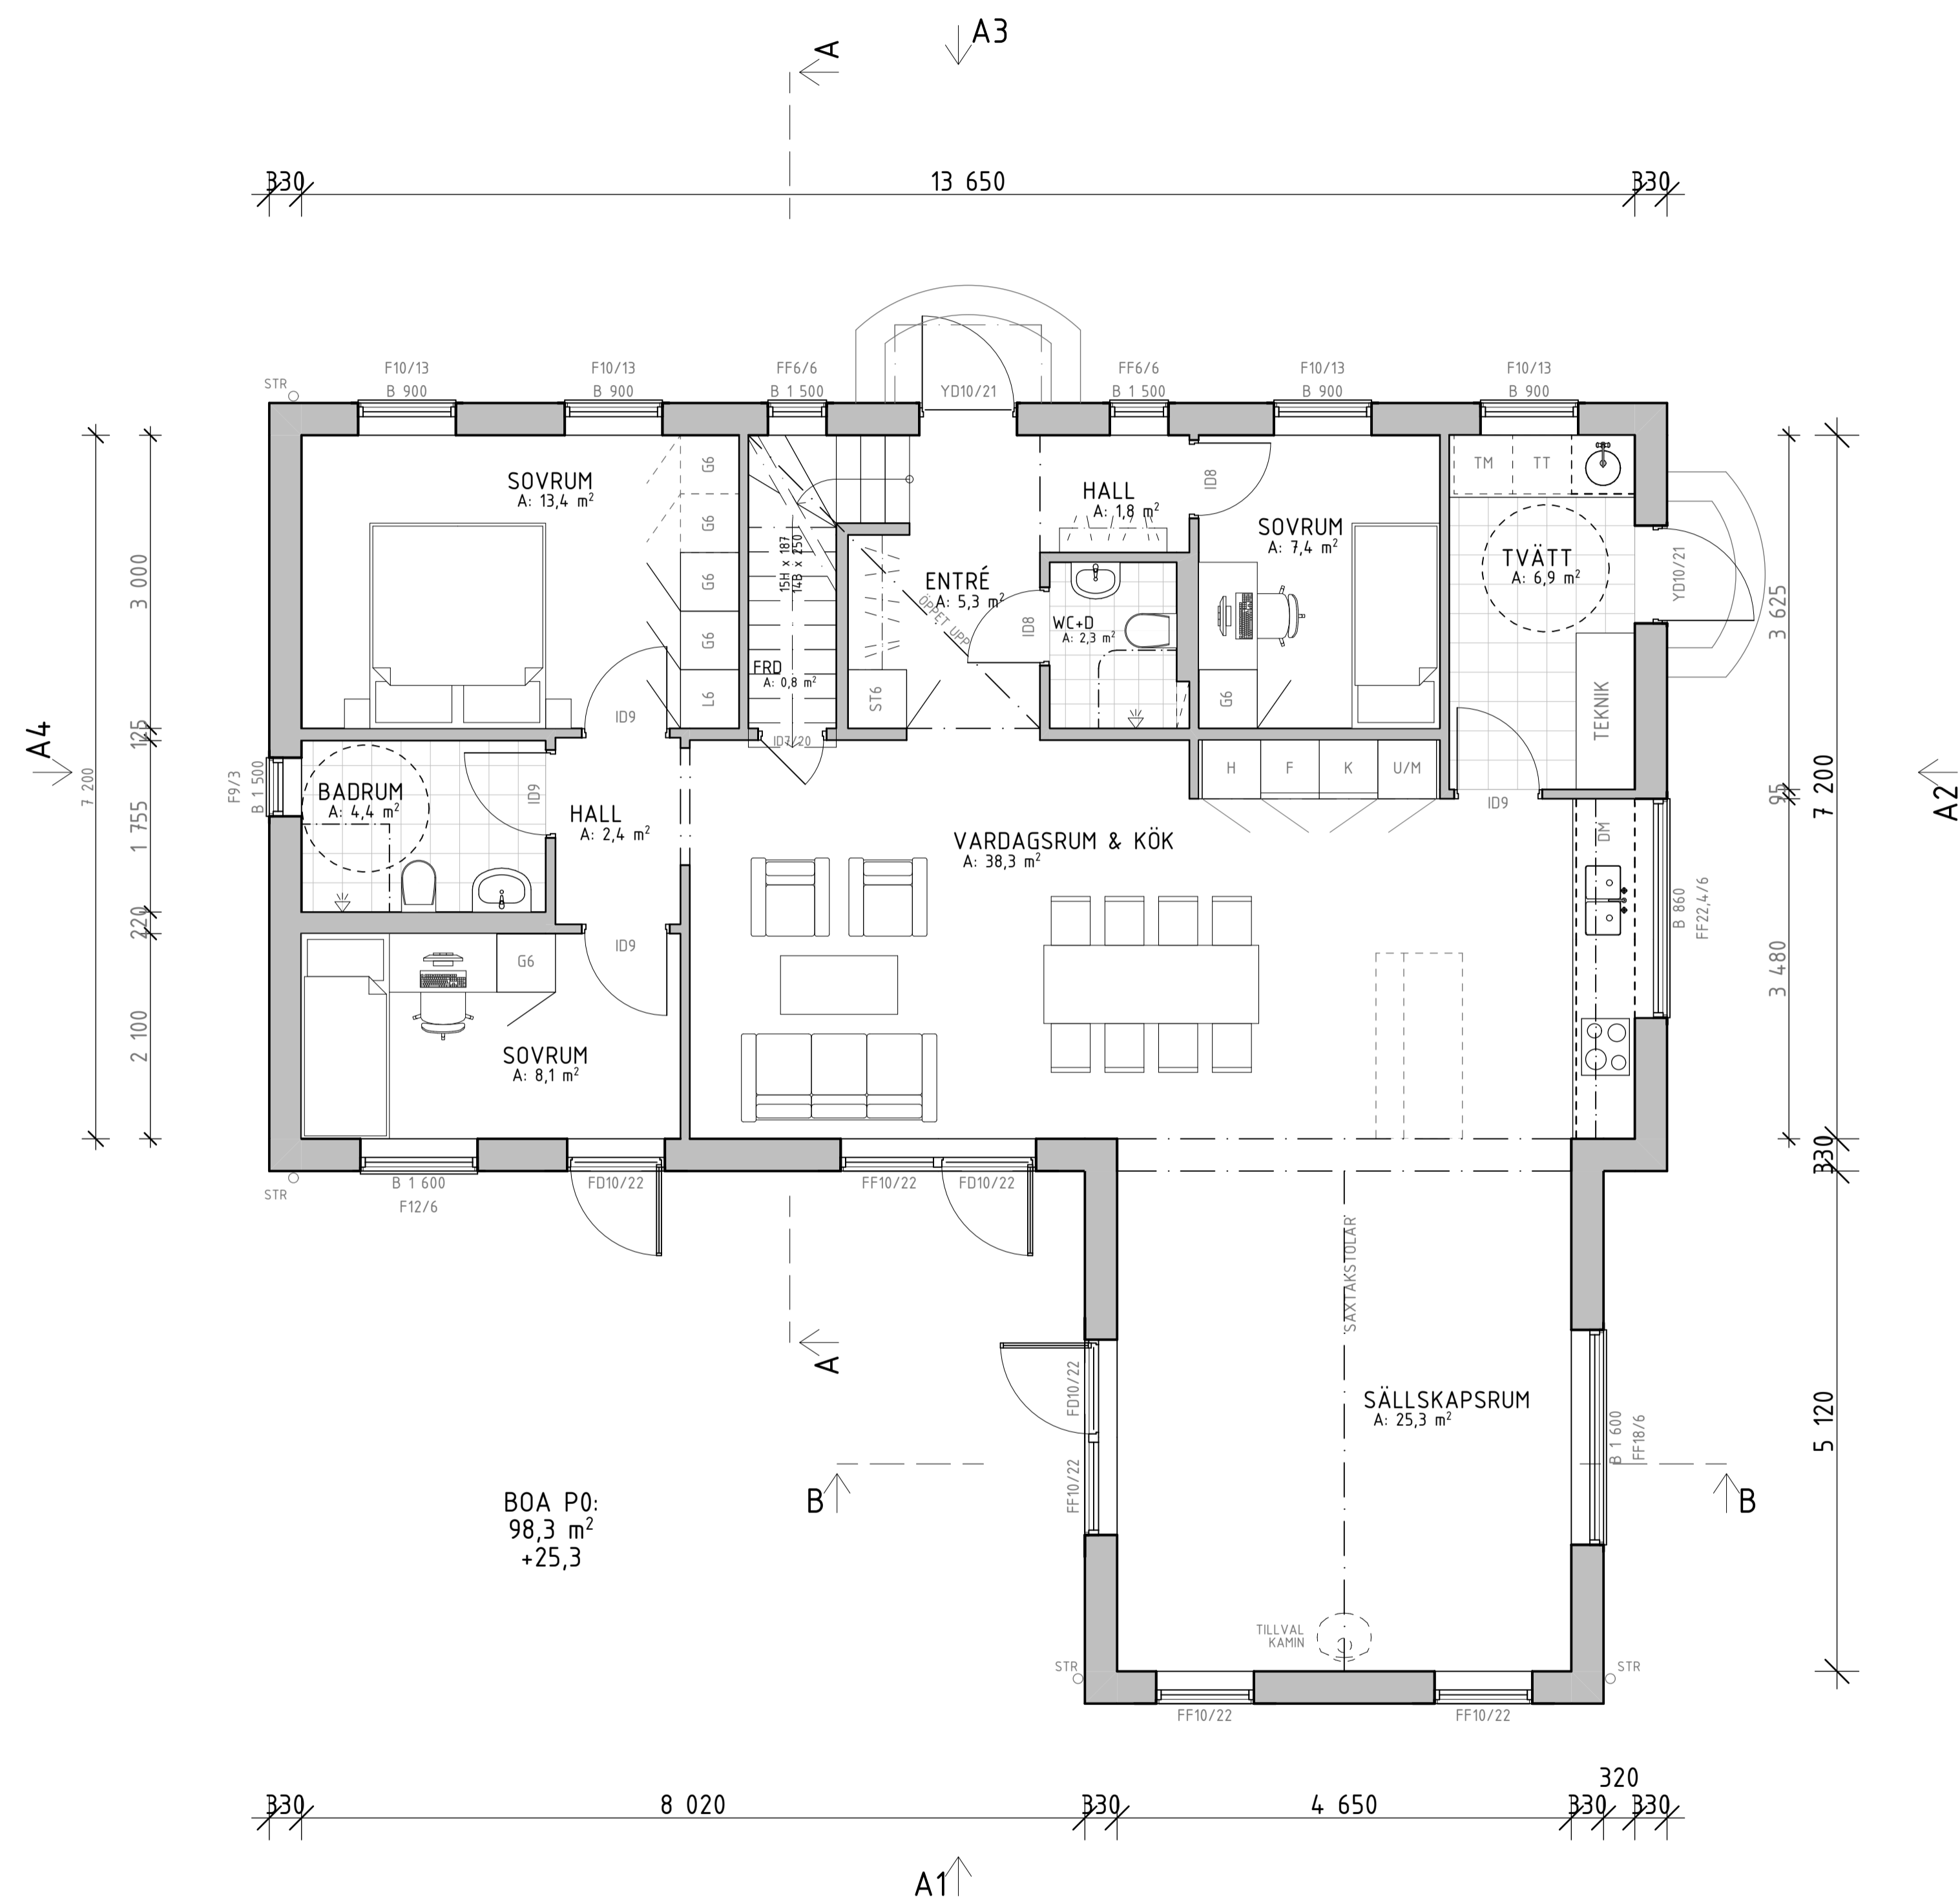 A3
A
330
13 650
330
F10/13
B 900
F10/13
B 900
FF6/6
B 1 500
YD10/21
FF6/6
B 1 500
F10/13
B 900
F10/13
B 900
STR
G6
G6
G6
G6
L6
SOVRUM
A: 13,4 m²
15H x 187
14B x 250
FRD
A: 0,8 m²
ID7/20
ENTRÉ
A: 5,3 m²
ÖPPET UPP
ST6
HALL
A: 1,8 m²
ID8
ID8
WC+D
A: 2,3 m²
SOVRUM
A: 7,4 m²
G6
TM
TT
TVÄTT
A: 6,9 m²
TEKNIK
YD10/21
ID9
7 200
3 000
125
1 755
220
2 100
A4
F9/3
B 1 500
BADRUM
A: 4,4 m²
ID9
ID9
HALL
A: 2,4 m²
ID9
G6
SOVRUM
A: 8,1 m²
H
F
K
U/M
VARDAGSRUM & KÖK
A: 38,3 m²
DM
B 860
FF22,4/6
3 625
95
3 480
7 200
330
5 120
A2
STR
B 1 600
F12/6
FD10/22
FF10/22
FD10/22
A
SAXTAKSTOLAR
FD10/22
FF10/22
SÄLLSKAPSRUM
A: 25,3 m²
B 1 600
FF18/6
B
B
BOA P0:
98,3 m²
+25,3
TILLVAL
KAMIN
STR
STR
FF10/22
FF10/22
330
8 020
330
4 650
330
320
330
A1